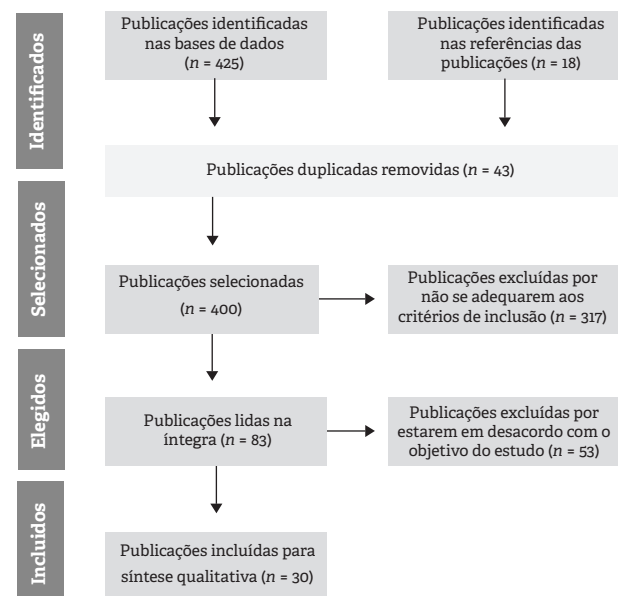 Identificados
Publicações identificadas
nas bases de dados
(n = 425)
Publicações identificadas
nas referências das
publicações (n = 18)
Publicações duplicadas removidas (n = 43)
Selecionados
Publicações selecionadas
(n = 400)
Publicações excluídas por
não se adequarem aos
critérios de inclusão (n = 317)
Elegidos
Publicações lidas na
íntegra (n = 83)
Publicações excluídas por
estarem em desacordo com o
objetivo do estudo (n = 53)
Incluidos
Publicações incluídas para
síntese qualitativa (n = 30)